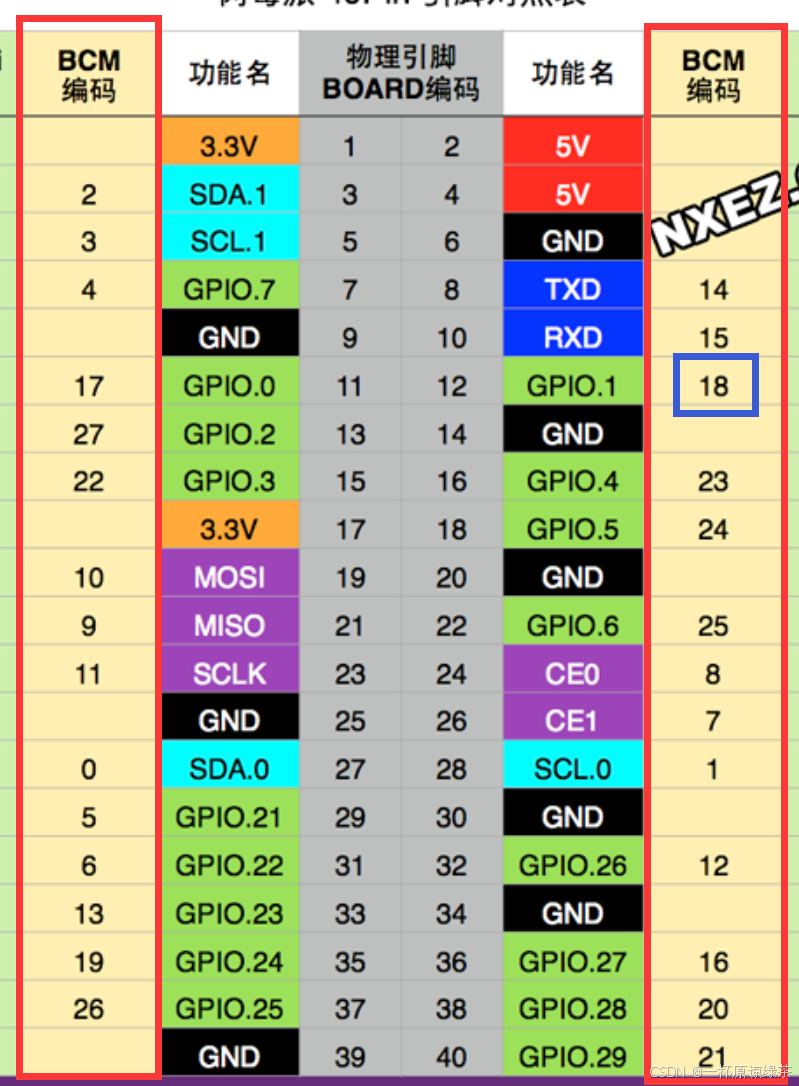 BCM
编码
功能名
物理引脚
BOARD编码
功能名
BCM
编码
3.3V 1 2 5V
2 SDA.1 3 4 5V
3 SCL.1 5 6 GND
NXEZ.
4 GPIO.7 7 8 TXD 14
GND 9 10 RXD 15
17 GPIO.0 11 12 GPIO.1 18
27 GPIO.2 13 14 GND
22 GPIO.3 15 16 GPIO.4 23
3.3V 17 18 GPIO.5 24
10 MOSI 19 20 GND
9 MISO 21 22 GPIO.6 25
11 SCLK 23 24 CE0 8
GND 25 26 CE1 7
0 SDA.0 27 28 SCL.0 1
5 GPIO.21 29 30 GND
6 GPIO.22 31 32 GPIO.26 12
13 GPIO.23 33 34 GND
19 GPIO.24 35 36 GPIO.27 16
26 GPIO.25 37 38 GPIO.28 20
GND 39 40 GPIO.29 21
CSDN @一杯原谅绿茶